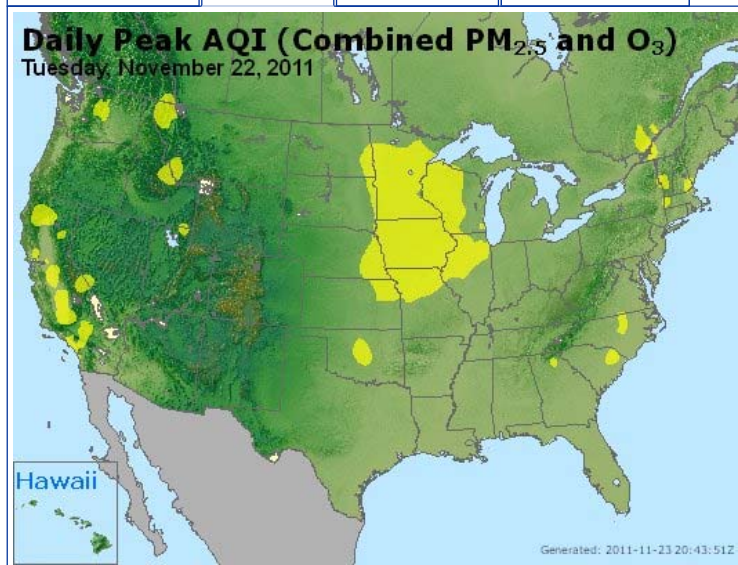 Daily Peak AQI (Combined PM₂.₅ and O₃)
Tuesday, November 22, 2011
Hawaii
Generated: 2011-11-23 20:43:51Z